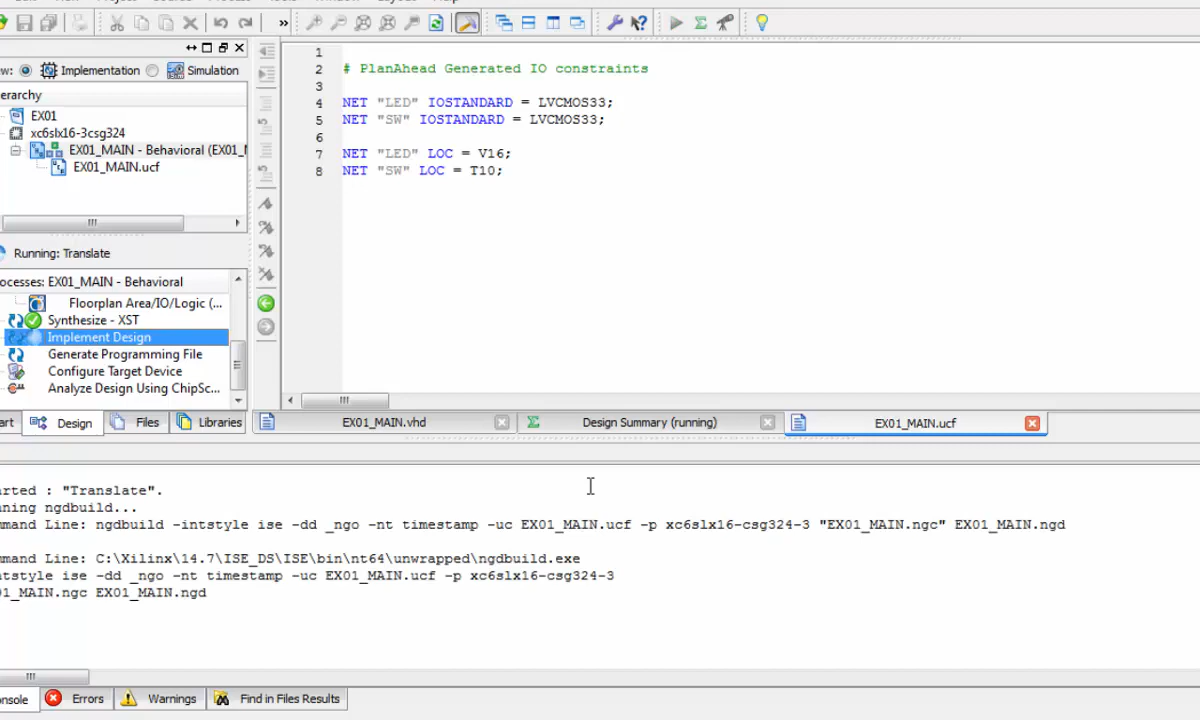 »
w: Implementation Simulation
erarchy
EX01
xc6slx16-3csg324
EX01_MAIN - Behavioral (EX01_M
EX01_MAIN.ucf
Running: Translate
ocesses: EX01_MAIN - Behavioral
Floorplan Area/IO/Logic (...
Synthesize - XST
Implement Design
Generate Programming File
Configure Target Device
Analyze Design Using ChipSc...
art Design Files Libraries
1
2 # PlanAhead Generated IO constraints
3
4 NET "LED" IOSTANDARD = LVCMOS33;
5 NET "SW" IOSTANDARD = LVCMOS33;
6
7 NET "LED" LOC = V16;
8 NET "SW" LOC = T10;
EX01_MAIN.vhd Design Summary (running) EX01_MAIN.ucf
arted : "Translate".
ning ngdbuild...
mmand Line: ngdbuild -intstyle ise -dd _ngo -nt timestamp -uc EX01_MAIN.ucf -p xc6slx16-csg324-3 "EX01_MAIN.ngc" EX01_MAIN.ngd
mmand Line: C:\Xilinx\14.7\ISE_DS\ISE\bin\nt64\unwrapped\ngdbuild.exe
ntstyle ise -dd _ngo -nt timestamp -uc EX01_MAIN.ucf -p xc6slx16-csg324-3
01_MAIN.ngc EX01_MAIN.ngd
onsole Errors Warnings Find in Files Results